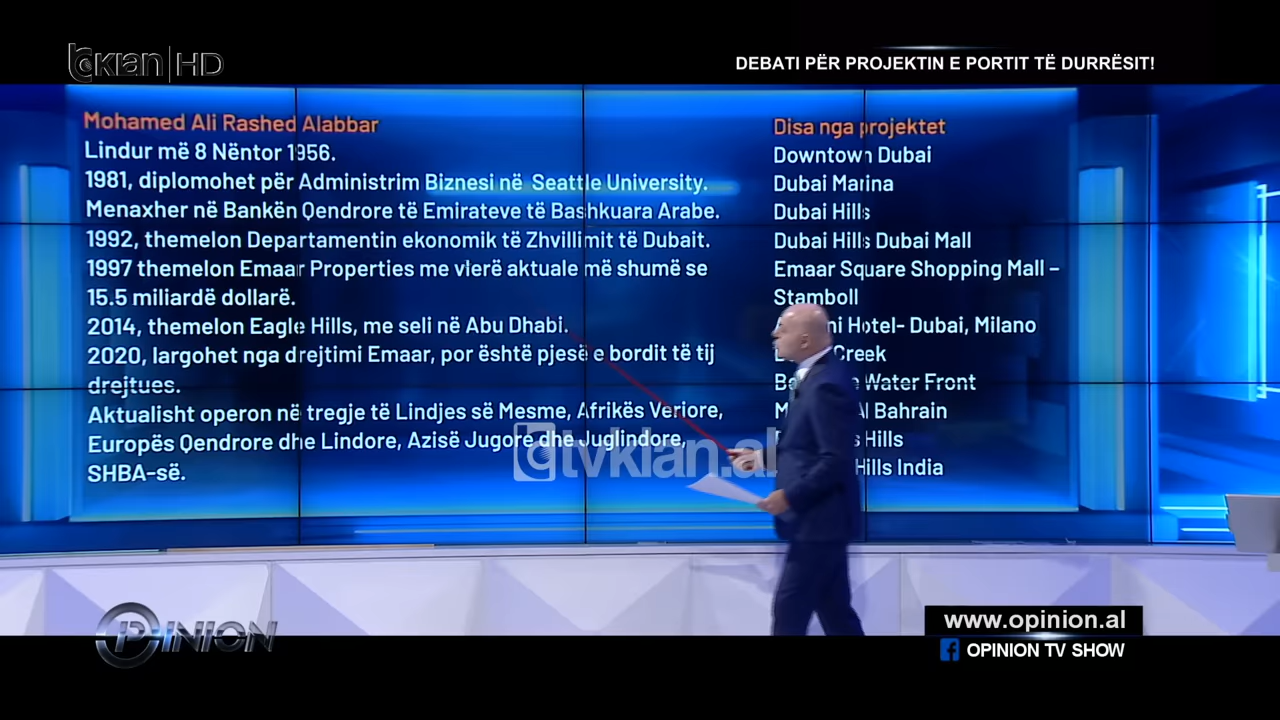 tvklan HD
DEBATI PËR PROJEKTIN E PORTIT TË DURRËSIT!
Mohamed Ali Rashed Alabbar
Lindur më 8 Nëntor 1956.
1981, diplomohet për Administrim Biznesi në Seattle University.
Menaxher në Bankën Qendrore të Emirateve të Bashkuara Arabe.
1992, themelon Departamentin ekonomik të Zhvillimit të Dubait.
1997 themelon Emaar Properties me vlerë aktuale më shumë se
15.5 miliardë dollarë.
2014, themelon Eagle Hills, me seli në Abu Dhabi.
2020, largohet nga drejtimi Emaar, por është pjesë e bordit të tij
drejtues.
Aktualisht operon në tregje të Lindjes së Mesme, Afrikës Veriore,
Europës Qendrore dhe Lindore, Azisë Jugore dhe Juglindore,
SHBA-së.
Disa nga projektet
Downtown Dubai
Dubai Marina
Dubai Hills
Dubai Hills Dubai Mall
Emaar Square Shopping Mall –
Stamboll
Hotel- Dubai, Milano
Creek
Water Front
Al Bahrain
Hills
Hills India
tvklan.al
OPINION
www.opinion.al
OPINION TV SHOW